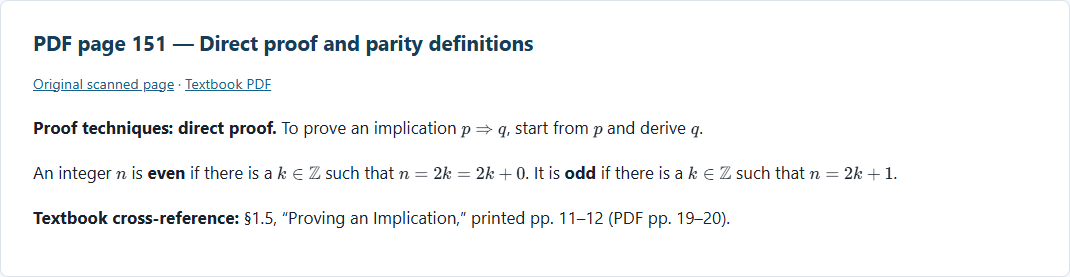 PDF page 151 — Direct proof and parity definitions
Original scanned page · Textbook PDF
Proof techniques: direct proof. To prove an implication p ⇒ q, start from p and derive q.
An integer n is even if there is a k ∈ ℤ such that n = 2k = 2k + 0. It is odd if there is a k ∈ ℤ such that n = 2k + 1.
Textbook cross-reference: §1.5, “Proving an Implication,” printed pp. 11–12 (PDF pp. 19–20).